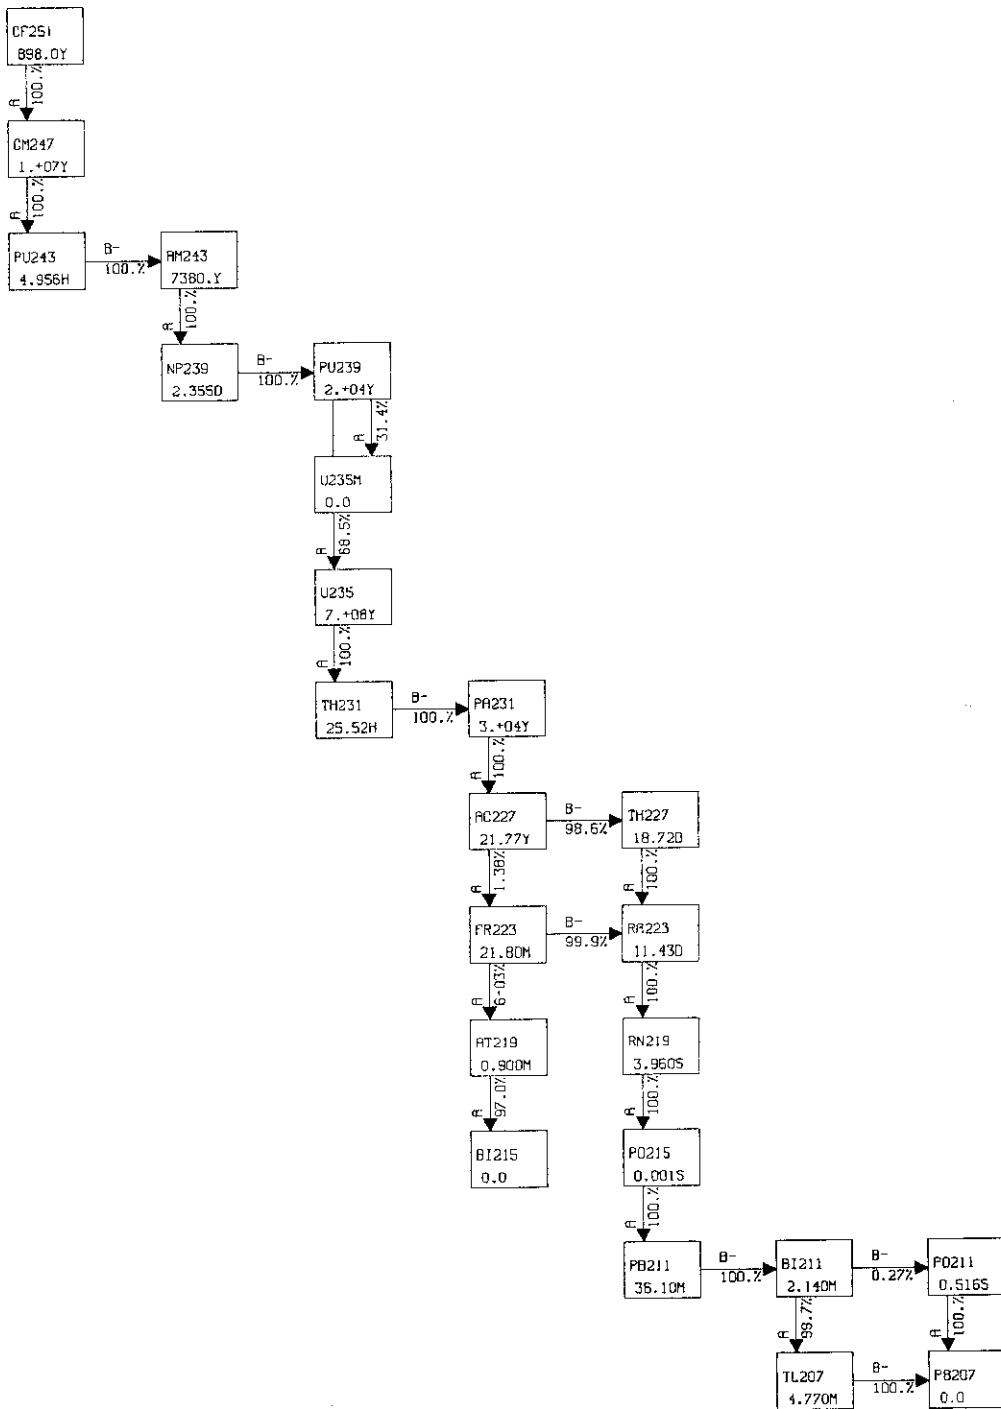 CF251
898.0Y
A
100.%
CM247
1.+07Y
A
100.%
PU243
4.956H
B-
100.%
AM243
7380.Y
A
100.%
NP239
2.355D
B-
100.%
PU239
2.+04Y
A
31.4%
U235M
0.0
A
68.5%
U235
7.+08Y
A
100.%
TH231
25.52H
B-
100.%
PA231
3.+04Y
A
100.%
AC227
21.77Y
B-
98.6%
TH227
18.72D
A
1.38%
A
100.%
FR223
21.80M
B-
99.9%
RA223
11.43D
A
6-03%
A
100.%
AT219
0.900M
RN219
3.960S
A
97.0%
A
100.%
BI215
0.0
PO215
0.001S
A
100.%
PB211
36.10M
B-
100.%
BI211
2.140M
B-
0.27%
PO211
0.516S
A
99.7%
A
100.%
TL207
4.770M
B-
100.%
PB207
0.0